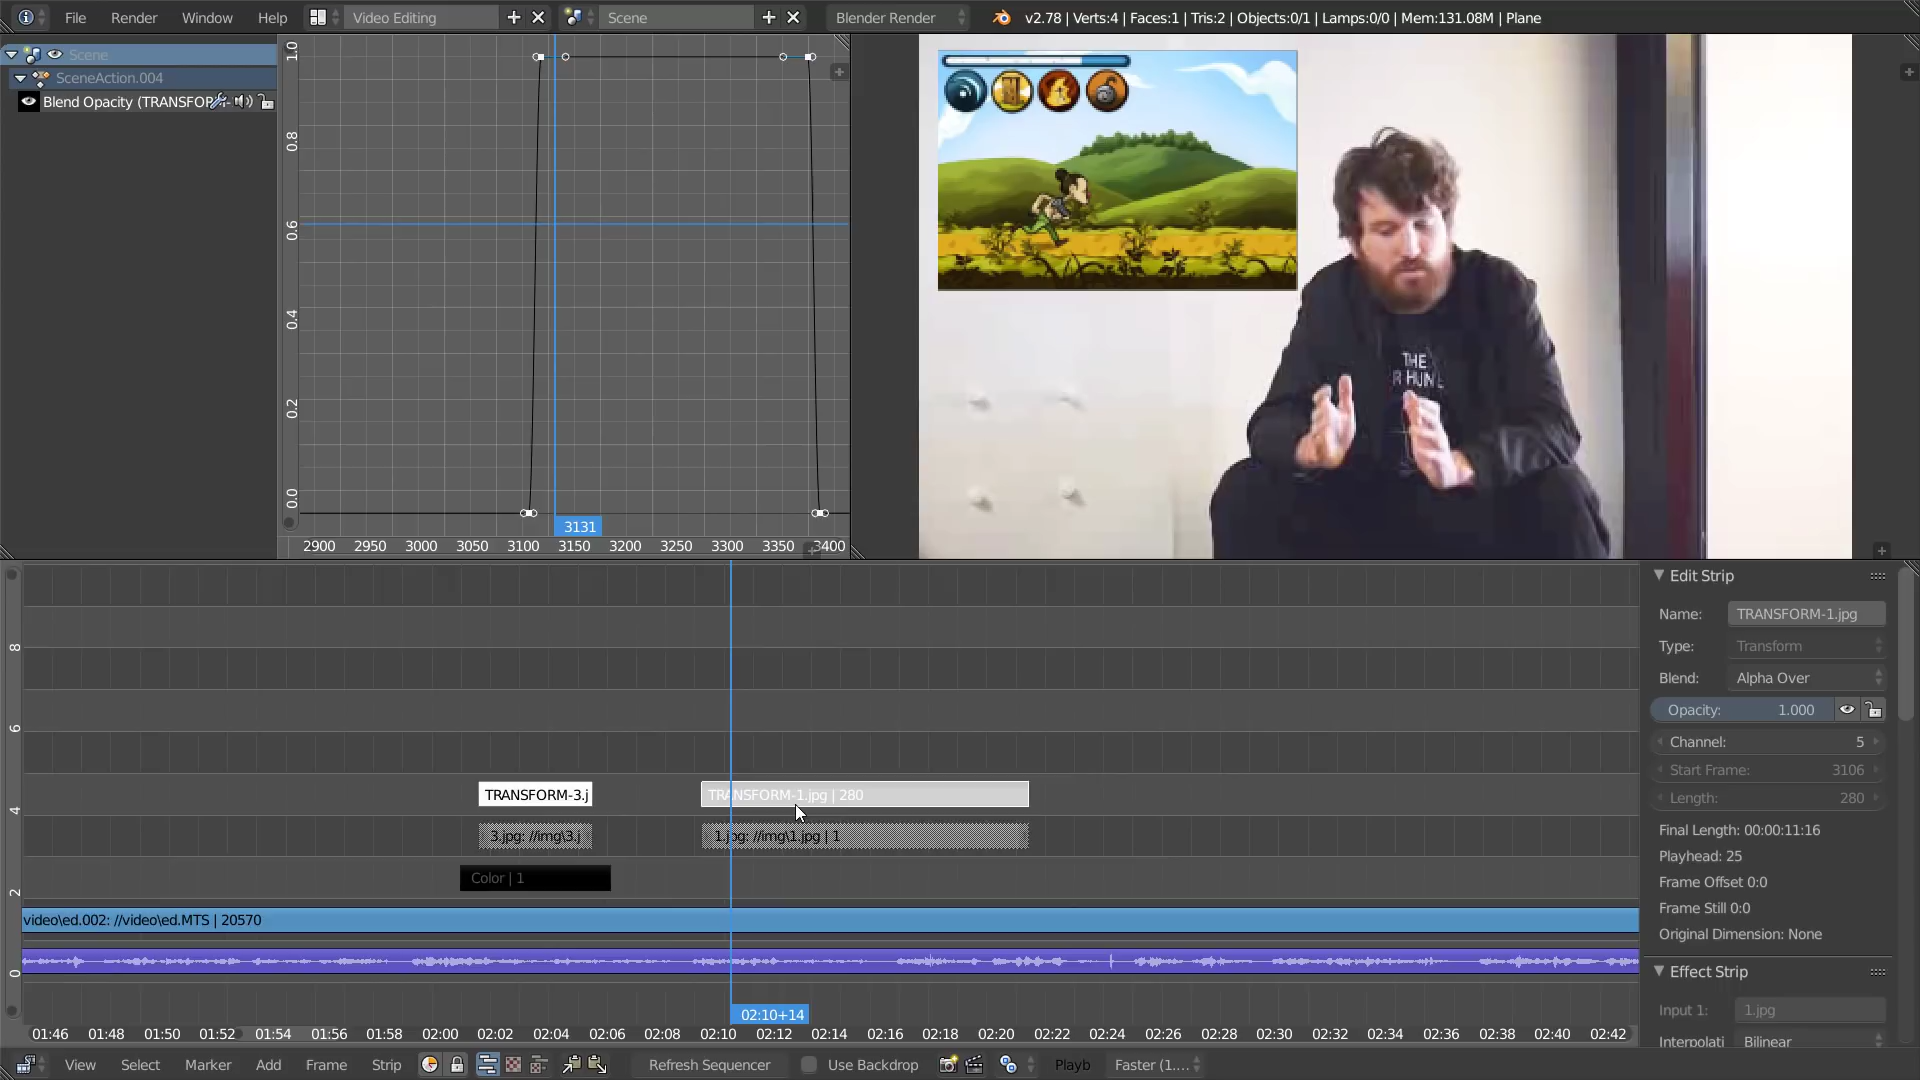 File Render Window Help Video Editing Scene Blender Render v2.78 | Verts:4 | Faces:1 | Tris:2 | Objects:0/1 | Lamps:0/0 | Mem:131.08M | Plane
Scene
SceneAction.004
Blend Opacity (TRANSFOR
1.0
0.8
0.6
0.4
0.2
0.0
3131
2900 2950 3000 3050 3100 3150 3200 3250 3300 3350 3400
THE
R HUN
Edit Strip
Name: TRANSFORM-1.jpg
Type: Transform
Blend: Alpha Over
Opacity: 1.000
Channel: 5
Start Frame: 3106
Length: 280
Final Length: 00:00:11:16
Playhead: 25
Frame Offset 0:0
Frame Still 0:0
Original Dimension: None
Effect Strip
Input 1: 1.jpg
Interpolati Bilinear
8
6
4
2
0
TRANSFORM-3.j TRANSFORM-1.jpg | 280
3.jpg: //img\3.j 1.jpg: //img\1.jpg | 1
Color | 1
video\ed.002: //video\ed.MTS | 20570
02:10+14
01:46 01:48 01:50 01:52 01:54 01:56 01:58 02:00 02:02 02:04 02:06 02:08 02:10 02:12 02:14 02:16 02:18 02:20 02:22 02:24 02:26 02:28 02:30 02:32 02:34 02:36 02:38 02:40 02:42
View Select Marker Add Frame Strip Refresh Sequencer Use Backdrop Playb Faster (1....